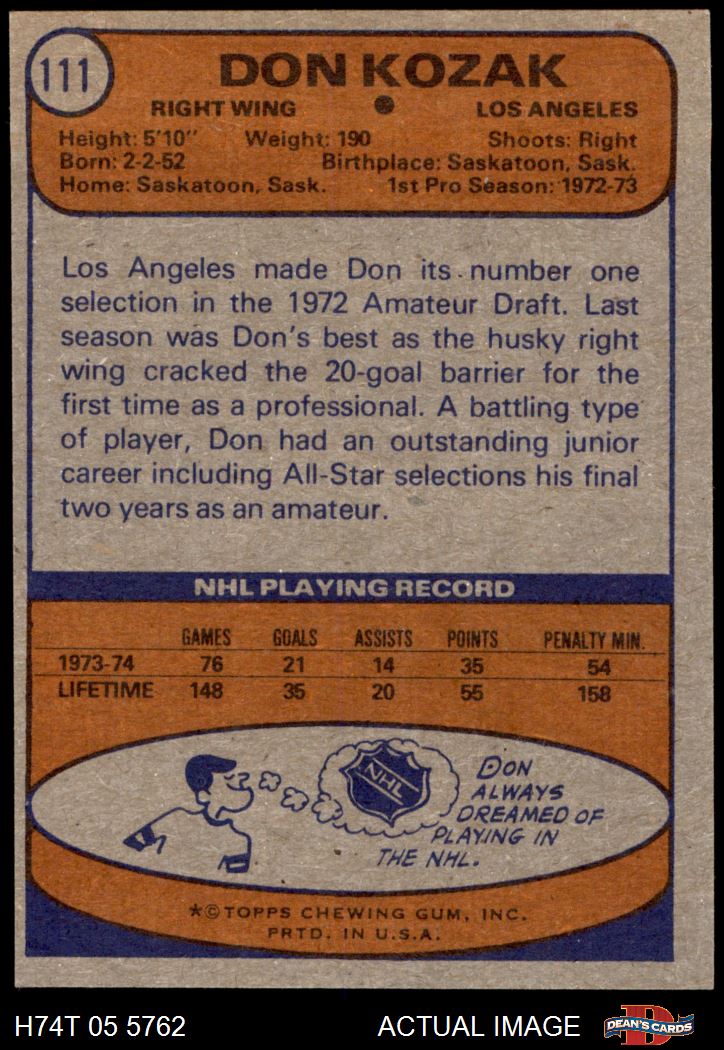 111
DON KOZAK
RIGHT WING ● LOS ANGELES
Height: 5'10" Weight: 190 Shoots: Right
Born: 2-2-52 Birthplace: Saskatoon, Sask.
Home: Saskatoon, Sask. 1st Pro Season: 1972-73
Los Angeles made Don its number one
selection in the 1972 Amateur Draft. Last
season was Don's best as the husky right
wing cracked the 20-goal barrier for the
first time as a professional. A battling type
of player, Don had an outstanding junior
career including All-Star selections his final
two years as an amateur.
NHL PLAYING RECORD
GAMES GOALS ASSISTS POINTS PENALTY MIN.
1973-74 76 21 14 35 54
LIFETIME 148 35 20 55 158
NHL
DON
ALWAYS
DREAMED OF
PLAYING IN
THE NHL.
*© TOPPS CHEWING GUM, INC.
PRTD. IN U.S.A.
H74T 05 5762 ACTUAL IMAGE
D
DEAN'S CARDS